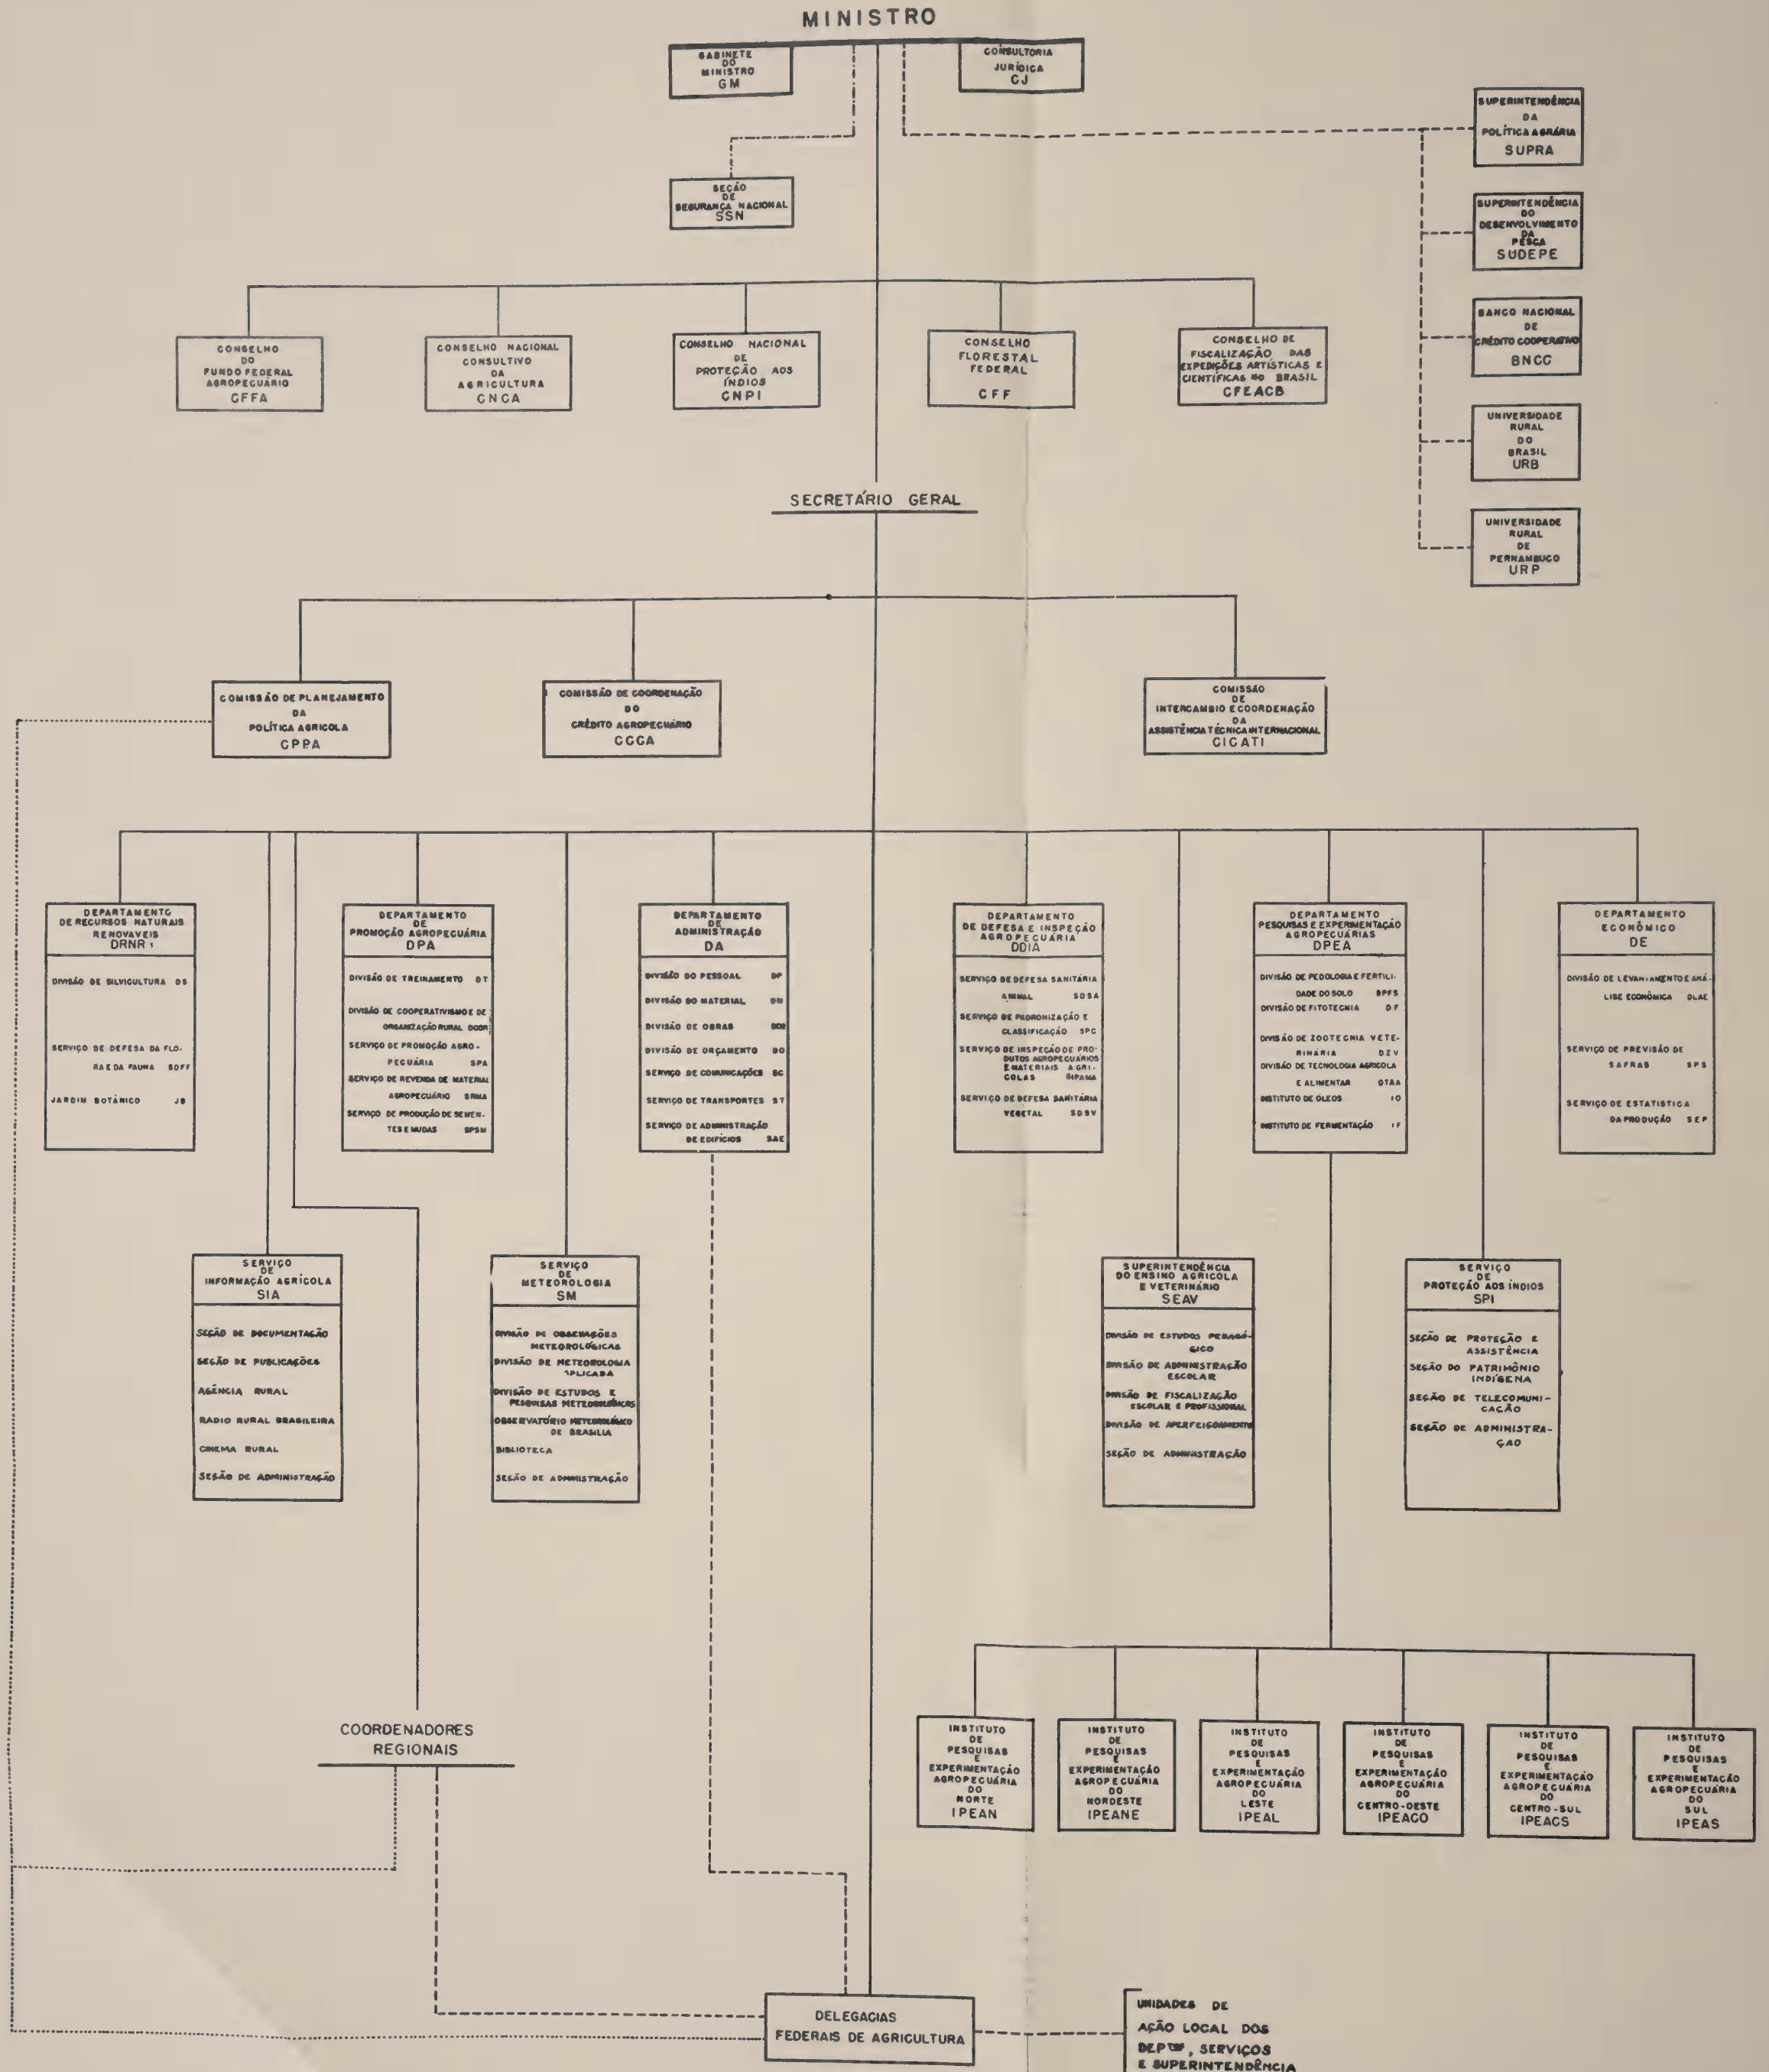 MINISTRO
GABINETE
DO
MINISTRO
GM
CONSULTORIA
JURÍDICA
CJ
SUPERINTENDÊNCIA
DA
POLÍTICA AGRÁRIA
SUPRA
SEÇÃO
DE
SEGURANÇA NACIONAL
SSN
SUPERINTENDÊNCIA
DO
DESENVOLVIMENTO
DA
PESCA
SUDEPE
BANCO NACIONAL
DE
CRÉDITO COOPERATIVO
BNCC
UNIVERSIDADE
RURAL
DO
BRASIL
URB
UNIVERSIDADE
RURAL
DE
PERNAMBUCO
URP
CONSELHO
DO
FUNDO FEDERAL
AGROPECUÁRIO
CFFA
CONSELHO NACIONAL
CONSULTIVO
DA
AGRICULTURA
CNCA
CONSELHO NACIONAL
DE
PROTEÇÃO AOS
ÍNDIOS
CNPI
CONSELHO
FLORESTAL
FEDERAL
CFF
CONSELHO DE
FISCALIZAÇÃO DAS
EXPEDIÇÕES ARTÍSTICAS E
CIENTÍFICAS NO BRASIL
CFEACB
SECRETÁRIO GERAL
COMISSÃO DE PLANEJAMENTO
DA
POLÍTICA AGRICOLA
CPPA
COMISSÃO DE COORDENAÇÃO
DO
CRÉDITO AGROPECUÁRIO
CCCA
COMISSÃO
DE
INTERCAMBIO E COORDENAÇÃO
DA
ASSISTÊNCIA TÉCNICA INTERNACIONAL
CICATI
DEPARTAMENTO
DE RECURSOS NATURAIS
RENOVAVEIS
DRNR
DIVISÃO DE SILVICULTURA DS
SERVIÇO DE DEFESA DA FLO-
RA E DA FAUNA SDFF
JARDIM BOTÂNICO JB
DEPARTAMENTO
DE
PROMOÇÃO AGROPECUÁRIA
DPA
DIVISÃO DE TREINAMENTO DT
DIVISÃO DE COOPERATIVISMO E DE
ORGANIZAÇÃO RURAL DCOR
SERVIÇO DE PROMOÇÃO AGRO-
PECUÁRIA SPA
SERVIÇO DE REVENDA DE MATERIAL
AGROPECUÁRIO SRMA
SERVIÇO DE PRODUÇÃO DE SEMEN-
TES E MUDAS SPSM
DEPARTAMENTO
DE
ADMINISTRAÇÃO
DA
DIVISÃO DO PESSOAL DP
DIVISÃO DO MATERIAL DM
DIVISÃO DE OBRAS DOB
DIVISÃO DE ORÇAMENTO DO
SERVIÇO DE COMUNICAÇÕES SC
SERVIÇO DE TRANSPORTES ST
SERVIÇO DE ADMINISTRAÇÃO
DE EDIFÍCIOS SAE
DEPARTAMENTO
DE DEFESA E INSPEÇÃO
AGROPECUÁRIA
DDIA
SERVIÇO DE DEFESA SANITÁRIA
ANIMAL SDSA
SERVIÇO DE PADRONIZAÇÃO E
CLASSIFICAÇÃO SPC
SERVIÇO DE INSPEÇÃO DE PRO-
DUTOS AGROPECUÁRIOS
E MATERIAIS AGRI-
COLAS SIPAMA
SERVIÇO DE DEFESA SANITÁRIA
VEGETAL SDSV
DEPARTAMENTO
PESQUISAS E EXPERIMENTAÇÃO
AGROPECUÁRIAS
DPEA
DIVISÃO DE PEDOLOGIA E FERTILI-
DADE DO SOLO DPFS
DIVISÃO DE FITOTECNIA DF
DIVISÃO DE ZOOTECNIA VETE-
RINÁRIA DZV
DIVISÃO DE TECNOLOGIA AGRICOLA
E ALIMENTAR DTAA
INSTITUTO DE ÓLEOS IO
INSTITUTO DE FERMENTAÇÃO IF
DEPARTAMENTO
ECONÔMICO
DE
DIVISÃO DE LEVANTAMENTO E ANÁ-
LISE ECONÔMICA DLAE
SERVIÇO DE PREVISÃO DE
SAFRAS SPS
SERVIÇO DE ESTATISTICA
DA PRODUÇÃO SEP
SERVIÇO
DE
INFORMAÇÃO AGRÍCOLA
SIA
SEÇÃO DE DOCUMENTAÇÃO
SEÇÃO DE PUBLICAÇÕES
AGÊNCIA RURAL
RADIO RURAL BRASILEIRA
CINEMA RURAL
SEÇÃO DE ADMINISTRAÇÃO
SERVIÇO
DE
METEOROLOGIA
SM
DIVISÃO DE OBSERVAÇÕES
METEOROLÓGICAS
DIVISÃO DE METEOROLOGIA
APLICADA
DIVISÃO DE ESTUDOS E
PESQUISAS METEOROLÓGICAS
OBSERVATÓRIO METEOROLÓGICO
DE BRASILIA
BIBLIOTECA
SEÇÃO DE ADMINISTRAÇÃO
SUPERINTENDÊNCIA
DO ENSINO AGRICOLA
E VETERINÁRIO
SEAV
DIVISÃO DE ESTUDOS PEDAGÓ-
GICO
DIVISÃO DE ADMINISTRAÇÃO
ESCOLAR
DIVISÃO DE FISCALIZAÇÃO
ESCOLAR E PROFISSIONAL
DIVISÃO DE APERFEIÇOAMENTO
SEÇÃO DE ADMINISTRAÇÃO
SERVIÇO
DE
PROTEÇÃO AOS ÍNDIOS
SPI
SEÇÃO DE PROTEÇÃO E
ASSISTÊNCIA
SEÇÃO DO PATRIMÔNIO
INDÍGENA
SEÇÃO DE TELECOMUNI-
CAÇÃO
SEÇÃO DE ADMINISTRA-
ÇAO
COORDENADORES
REGIONAIS
INSTITUTO
DE
PESQUISAS
E
EXPERIMENTAÇÃO
AGROPECUÁRIA
DO
NORTE
IPEAN
INSTITUTO
DE
PESQUISAS
E
EXPERIMENTAÇÃO
AGROPECUÁRIA
DO
NORDESTE
IPEANE
INSTITUTO
DE
PESQUISAS
E
EXPERIMENTAÇÃO
AGROPECUÁRIA
DO
LESTE
IPEAL
INSTITUTO
DE
PESQUISAS
E
EXPERIMENTAÇÃO
AGROPECUÁRIA
DO
CENTRO-OESTE
IPEACO
INSTITUTO
DE
PESQUISAS
E
EXPERIMENTAÇÃO
AGROPECUÁRIA
DO
CENTRO-SUL
IPEACS
INSTITUTO
DE
PESQUISAS
E
EXPERIMENTAÇÃO
AGROPECUÁRIA
DO
SUL
IPEAS
DELEGACIAS
FEDERAIS DE AGRICULTURA
UNIDADES DE
AÇÃO LOCAL DOS
DEPTOS, SERVIÇOS
E SUPERINTENDÊNCIA